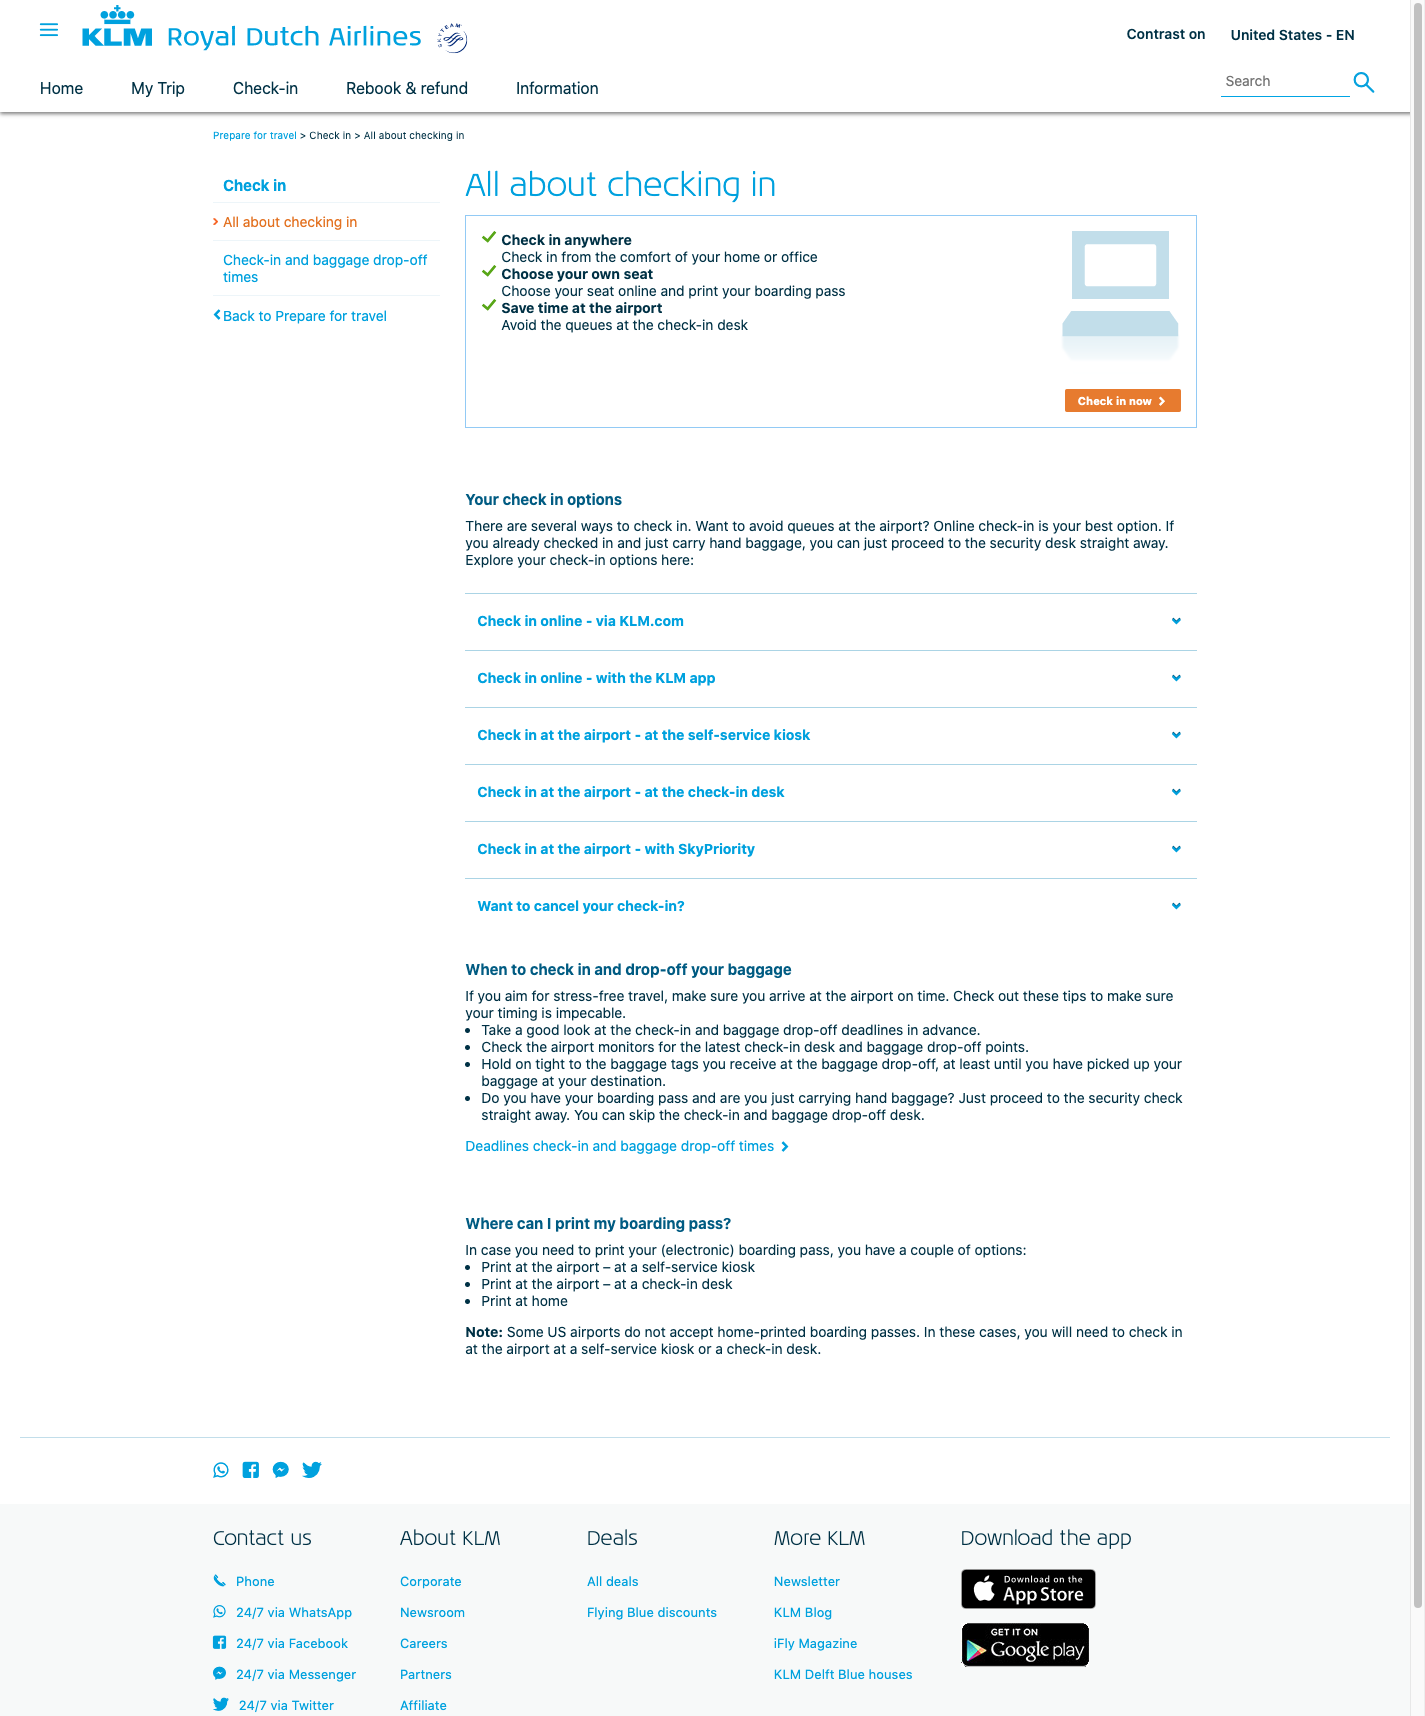 KLM Royal Dutch Airlines SKYTEAM
Contrast on United States - EN
Home My Trip Check-in Rebook & refund Information
Search
Prepare for travel > Check in > All about checking in
Check in
All about checking in
Check-in and baggage drop-off
times
Back to Prepare for travel
All about checking in
Check in anywhere
Check in from the comfort of your home or office
Choose your own seat
Choose your seat online and print your boarding pass
Save time at the airport
Avoid the queues at the check-in desk
Check in now
Your check in options
There are several ways to check in. Want to avoid queues at the airport? Online check-in is your best option. If
you already checked in and just carry hand baggage, you can just proceed to the security desk straight away.
Explore your check-in options here:
Check in online - via KLM.com
Check in online - with the KLM app
Check in at the airport - at the self-service kiosk
Check in at the airport - at the check-in desk
Check in at the airport - with SkyPriority
Want to cancel your check-in?
When to check in and drop-off your baggage
If you aim for stress-free travel, make sure you arrive at the airport on time. Check out these tips to make sure
your timing is impecable.
• Take a good look at the check-in and baggage drop-off deadlines in advance.
• Check the airport monitors for the latest check-in desk and baggage drop-off points.
• Hold on tight to the baggage tags you receive at the baggage drop-off, at least until you have picked up your
baggage at your destination.
• Do you have your boarding pass and are you just carrying hand baggage? Just proceed to the security check
straight away. You can skip the check-in and baggage drop-off desk.
Deadlines check-in and baggage drop-off times
Where can I print my boarding pass?
In case you need to print your (electronic) boarding pass, you have a couple of options:
• Print at the airport – at a self-service kiosk
• Print at the airport – at a check-in desk
• Print at home
Note: Some US airports do not accept home-printed boarding passes. In these cases, you will need to check in
at the airport at a self-service kiosk or a check-in desk.
Contact us
Phone
24/7 via WhatsApp
24/7 via Facebook
24/7 via Messenger
24/7 via Twitter
About KLM
Corporate
Newsroom
Careers
Partners
Affiliate
Deals
All deals
Flying Blue discounts
More KLM
Newsletter
KLM Blog
iFly Magazine
KLM Delft Blue houses
Download the app
Download on the
App Store
GET IT ON
Google play